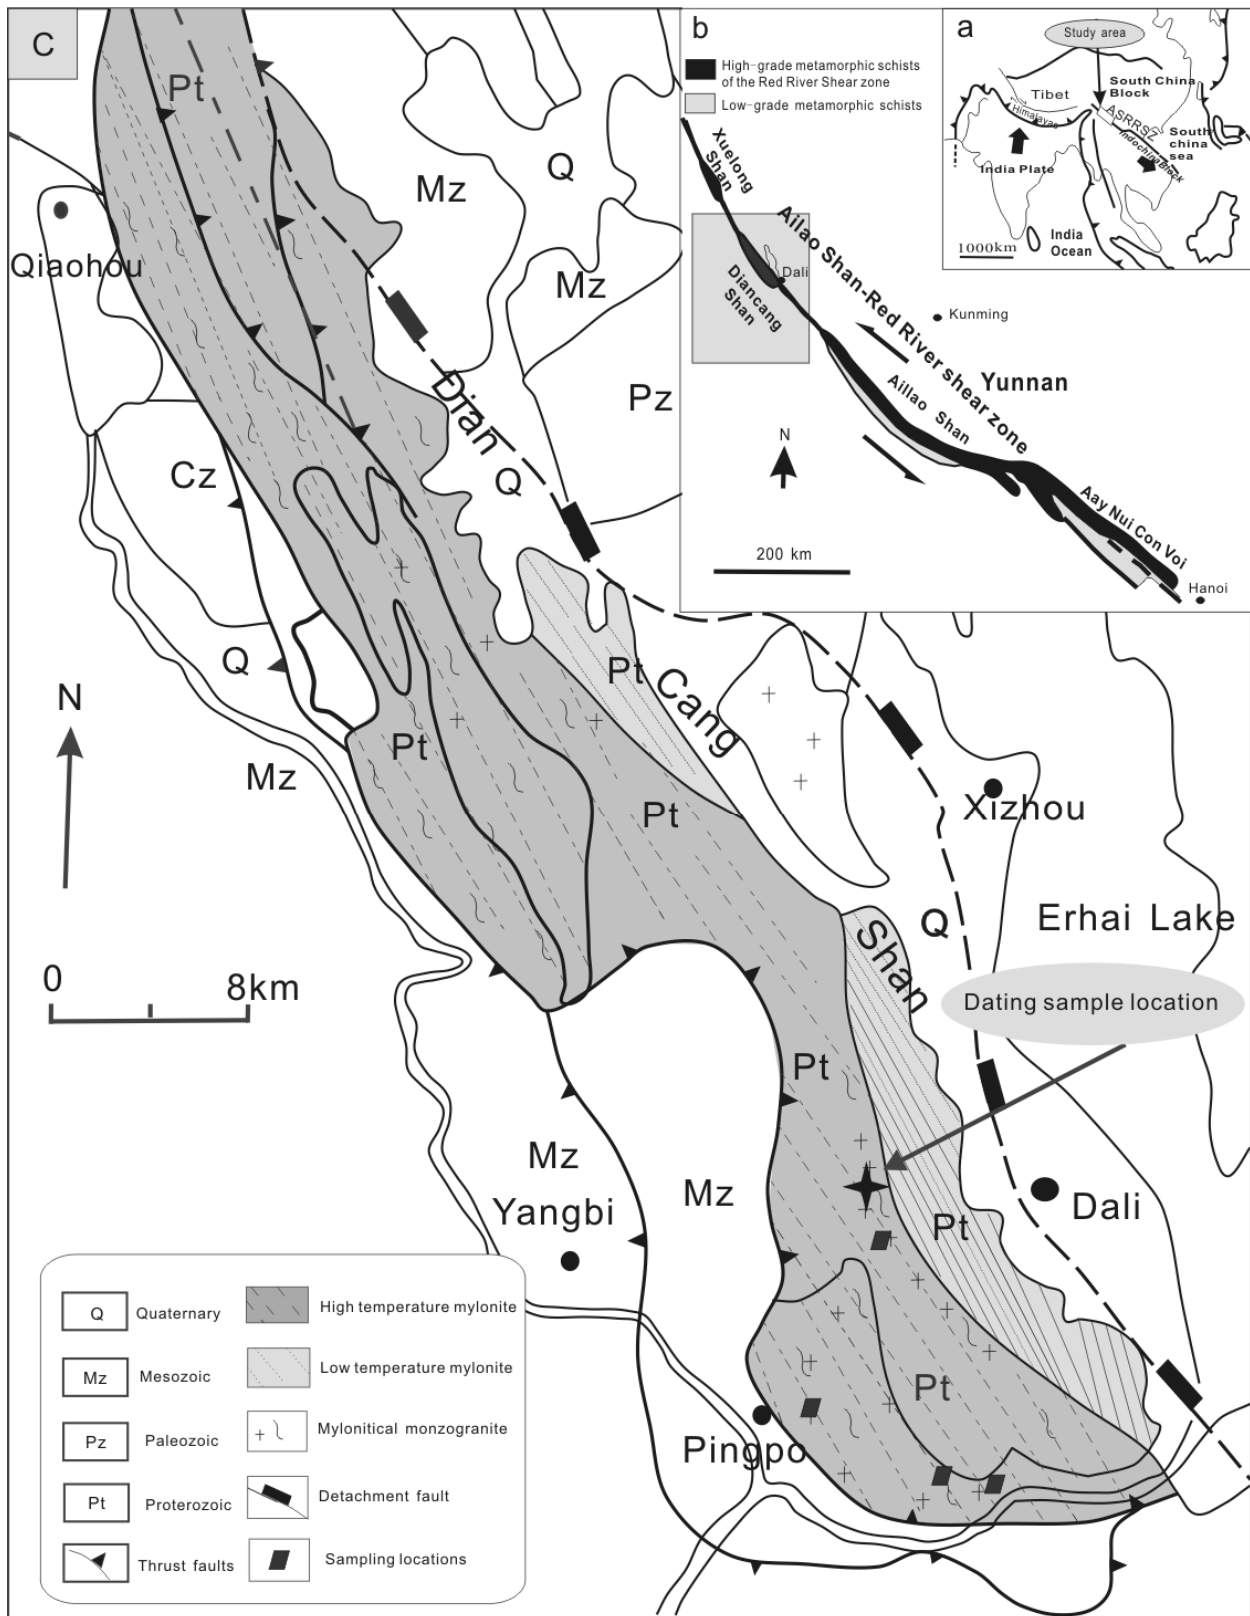 C
Pt
Mz
Q
Mz
Qiaohou
Pz
Cz
Dian
Q
Q
Pt
Cang
N
Mz
Pt
Pt
Xizhou
Q
Erhai Lake
Shan
0
8km
Dating sample location
Pt
Mz
Mz
Yangbi
Pt
Dali
Pt
Pingpo
b
High-grade metamorphic schists
of the Red River Shear zone
Low-grade metamorphic schists
Xuelong
Shan
Ailao Shan-Red River shear zone
Dali
Diancang
Shan
Kunming
Yunnan
Ailao Shan
N
Aay Nui Con Voi
200 km
Hanoi
a
Study area
South China
Block
Tibet
Himalayas
ASRRSZ
South
china
sea
Indochina Block
India Plate
India
Ocean
1000km
Q
Quaternary
High temperature mylonite
Mz
Mesozoic
Low temperature mylonite
Pz
Paleozoic
Mylonitical monzogranite
Pt
Proterozoic
Detachment fault
Thrust faults
Sampling locations